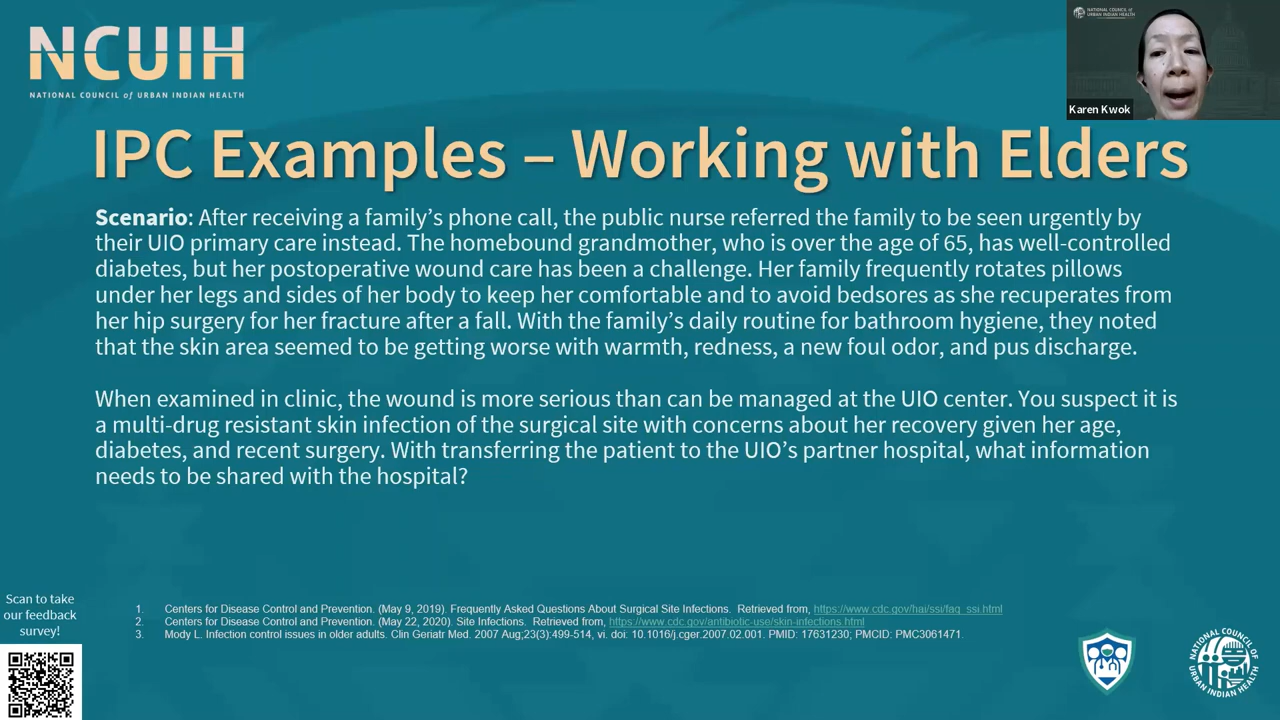 NATIONAL COUNCIL OF
URBAN INDIAN HEALTH
Karen Kwok
NCUIH
NATIONAL COUNCIL of URBAN INDIAN HEALTH
IPC Examples – Working with Elders
Scenario: After receiving a family’s phone call, the public nurse referred the family to be seen urgently by
their UIO primary care instead. The homebound grandmother, who is over the age of 65, has well-controlled
diabetes, but her postoperative wound care has been a challenge. Her family frequently rotates pillows
under her legs and sides of her body to keep her comfortable and to avoid bedsores as she recuperates from
her hip surgery for her fracture after a fall. With the family’s daily routine for bathroom hygiene, they noted
that the skin area seemed to be getting worse with warmth, redness, a new foul odor, and pus discharge.
When examined in clinic, the wound is more serious than can be managed at the UIO center. You suspect it is
a multi-drug resistant skin infection of the surgical site with concerns about her recovery given her age,
diabetes, and recent surgery. With transferring the patient to the UIO’s partner hospital, what information
needs to be shared with the hospital?
Scan to take
our feedback
survey!
1. Centers for Disease Control and Prevention. (May 9, 2019). Frequently Asked Questions About Surgical Site Infections. Retrieved from, https://www.cdc.gov/hai/ssi/faq_ssi.html
2. Centers for Disease Control and Prevention. (May 22, 2020). Site Infections. Retrieved from, https://www.cdc.gov/antibiotic-use/skin-infections.html
3. Mody L. Infection control issues in older adults. Clin Geriatr Med. 2007 Aug;23(3):499-514, vi. doi: 10.1016/j.cger.2007.02.001. PMID: 17631230; PMCID: PMC3061471.
NATIONAL COUNCIL OF
URBAN INDIAN HEALTH